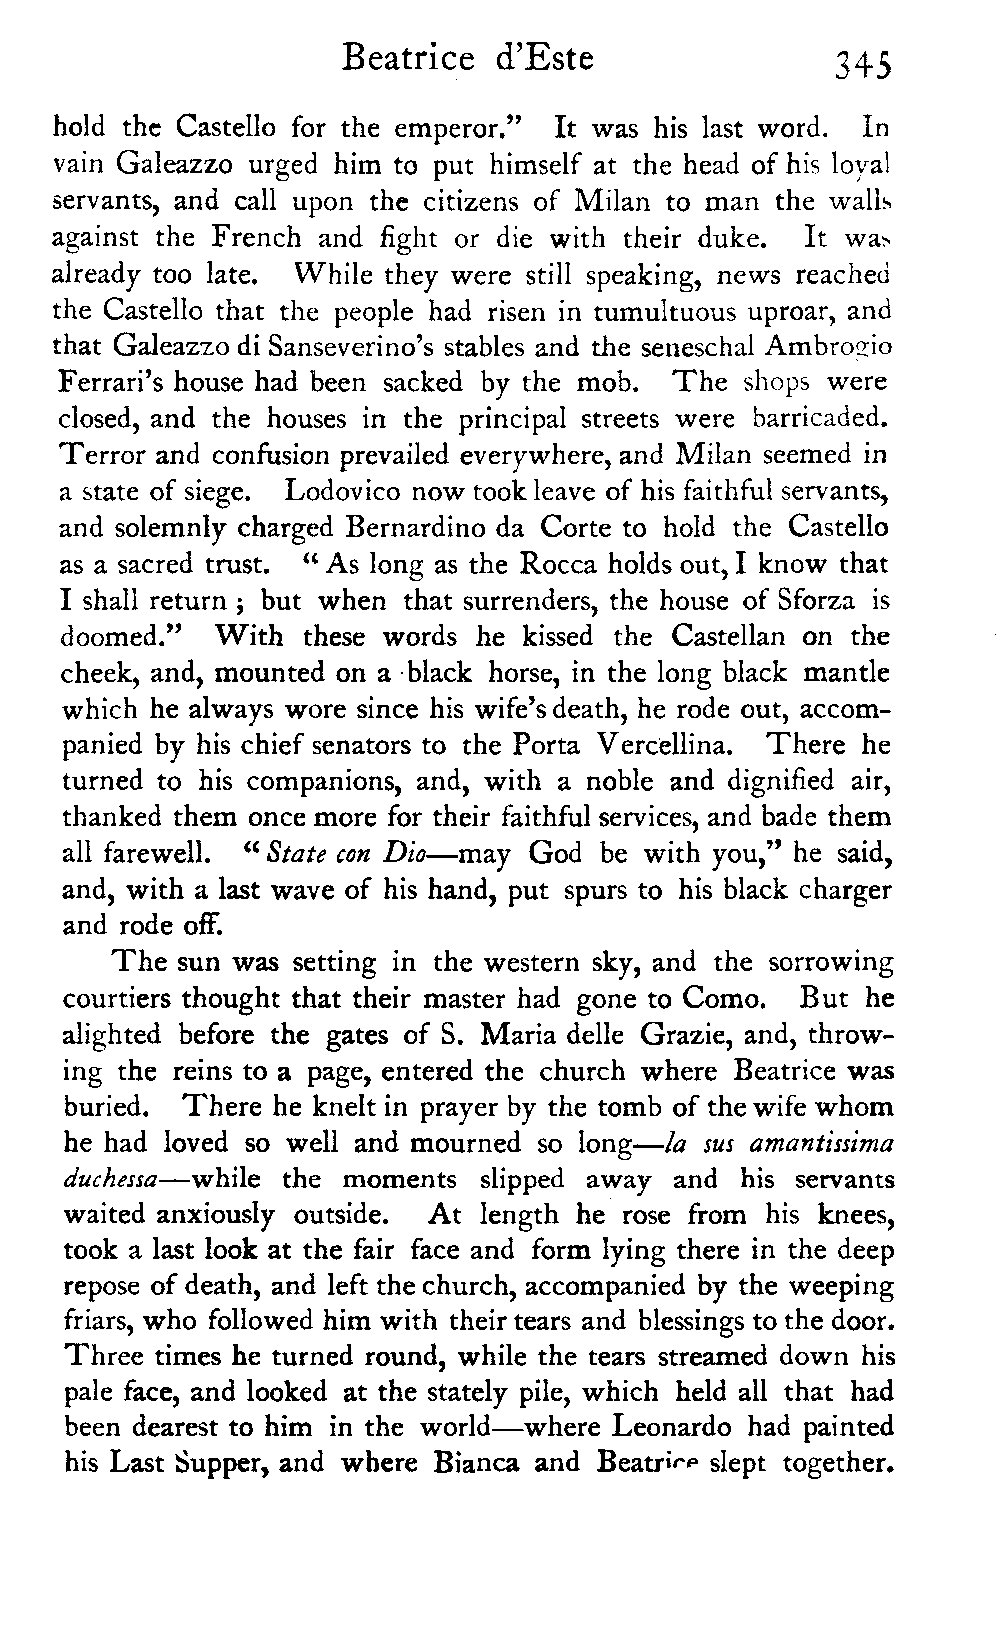 Beatrice d'Este 345
hold the Castello for the emperor." It was his last word. In
vain Galeazzo urged him to put himself at the head of his loyal
servants, and call upon the citizens of Milan to man the walls
against the French and fight or die with their duke. It was
already too late. While they were still speaking, news reached
the Castello that the people had risen in tumultuous uproar, and
that Galeazzo di Sanseverino's stables and the seneschal Ambrogio
Ferrari's house had been sacked by the mob. The shops were
closed, and the houses in the principal streets were barricaded.
Terror and confusion prevailed everywhere, and Milan seemed in
a state of siege. Lodovico now took leave of his faithful servants,
and solemnly charged Bernardino da Corte to hold the Castello
as a sacred trust. "As long as the Rocca holds out, I know that
I shall return ; but when that surrenders, the house of Sforza is
doomed." With these words he kissed the Castellan on the
cheek, and, mounted on a black horse, in the long black mantle
which he always wore since his wife's death, he rode out, accom-
panied by his chief senators to the Porta Vercellina. There he
turned to his companions, and, with a noble and dignified air,
thanked them once more for their faithful services, and bade them
all farewell. "State con Dio—may God be with you," he said,
and, with a last wave of his hand, put spurs to his black charger
and rode off.
The sun was setting in the western sky, and the sorrowing
courtiers thought that their master had gone to Como. But he
alighted before the gates of S. Maria delle Grazie, and, throw-
ing the reins to a page, entered the church where Beatrice was
buried. There he knelt in prayer by the tomb of the wife whom
he had loved so well and mourned so long—la sus amantissima
duchessa—while the moments slipped away and his servants
waited anxiously outside. At length he rose from his knees,
took a last look at the fair face and form lying there in the deep
repose of death, and left the church, accompanied by the weeping
friars, who followed him with their tears and blessings to the door.
Three times he turned round, while the tears streamed down his
pale face, and looked at the stately pile, which held all that had
been dearest to him in the world—where Leonardo had painted
his Last Supper, and where Bianca and Beatrice slept together.